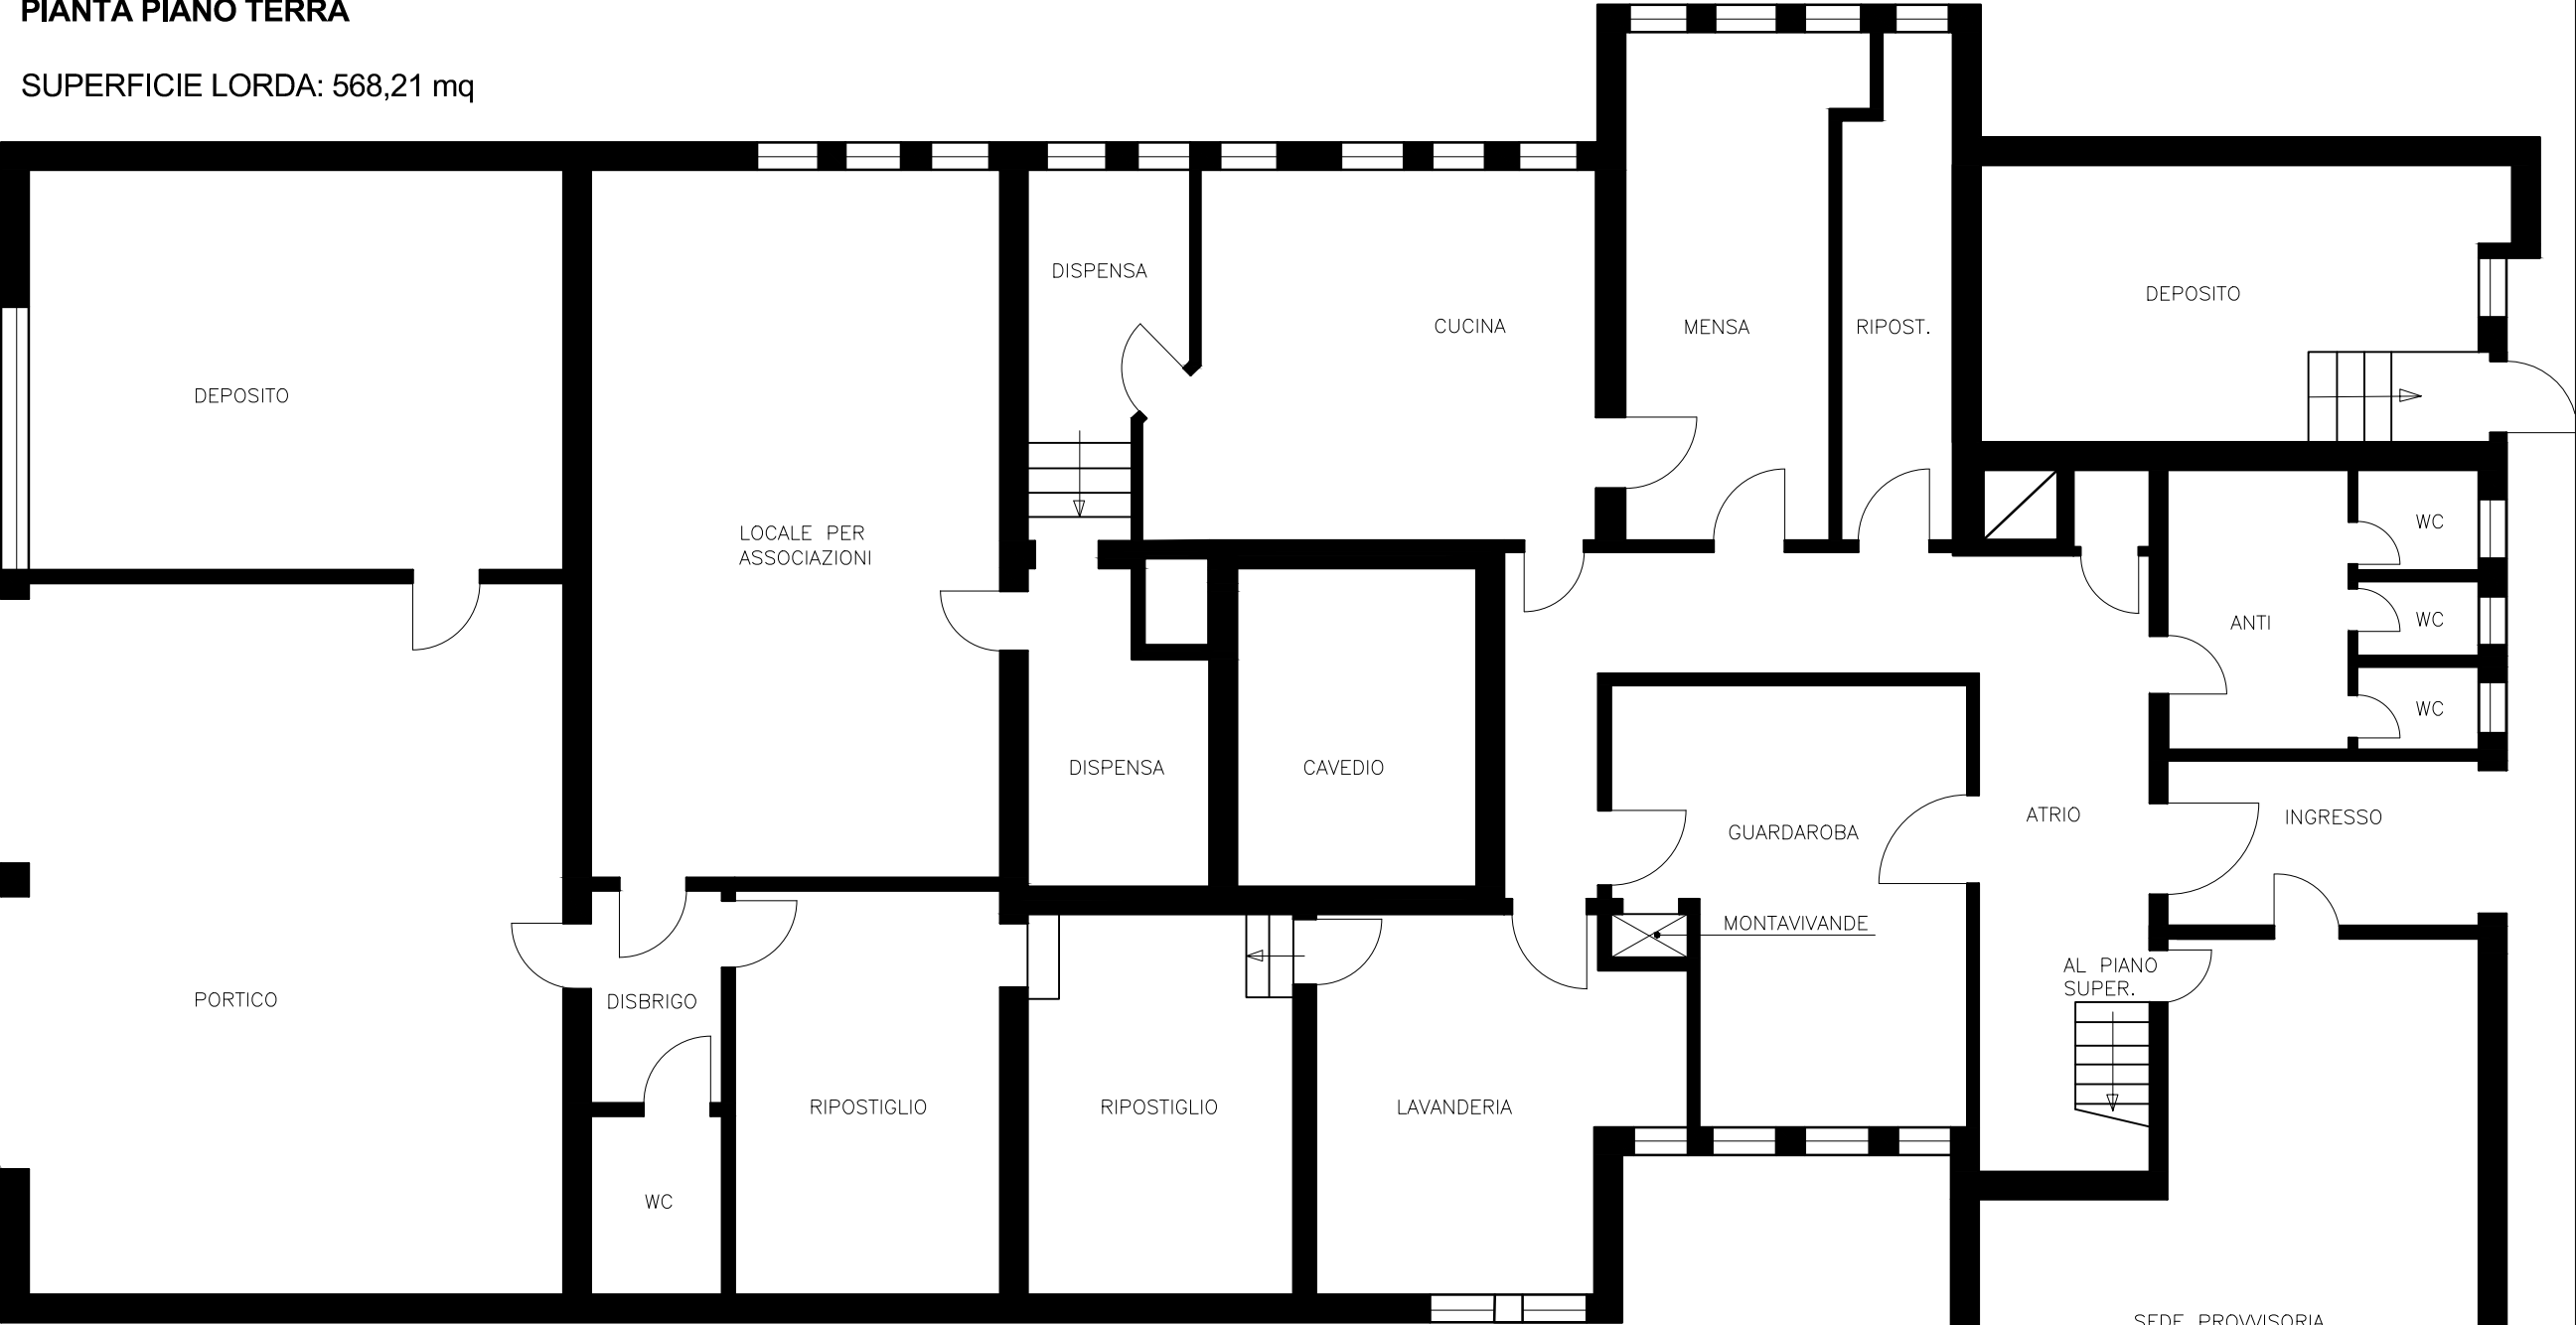 PIANTA PIANO TERRA
SUPERFICIE LORDA: 568,21 mq
DISPENSA
DEPOSITO
CUCINA
MENSA
RIPOST.
DEPOSITO
LOCALE PER
ASSOCIAZIONI
WC
WC
ANTI
WC
DISPENSA
CAVEDIO
GUARDAROBA
ATRIO
INGRESSO
MONTAVIVANDE
AL PIANO
SUPER.
PORTICO
DISBRIGO
RIPOSTIGLIO
RIPOSTIGLIO
LAVANDERIA
WC
SEDE PROVVISORIA